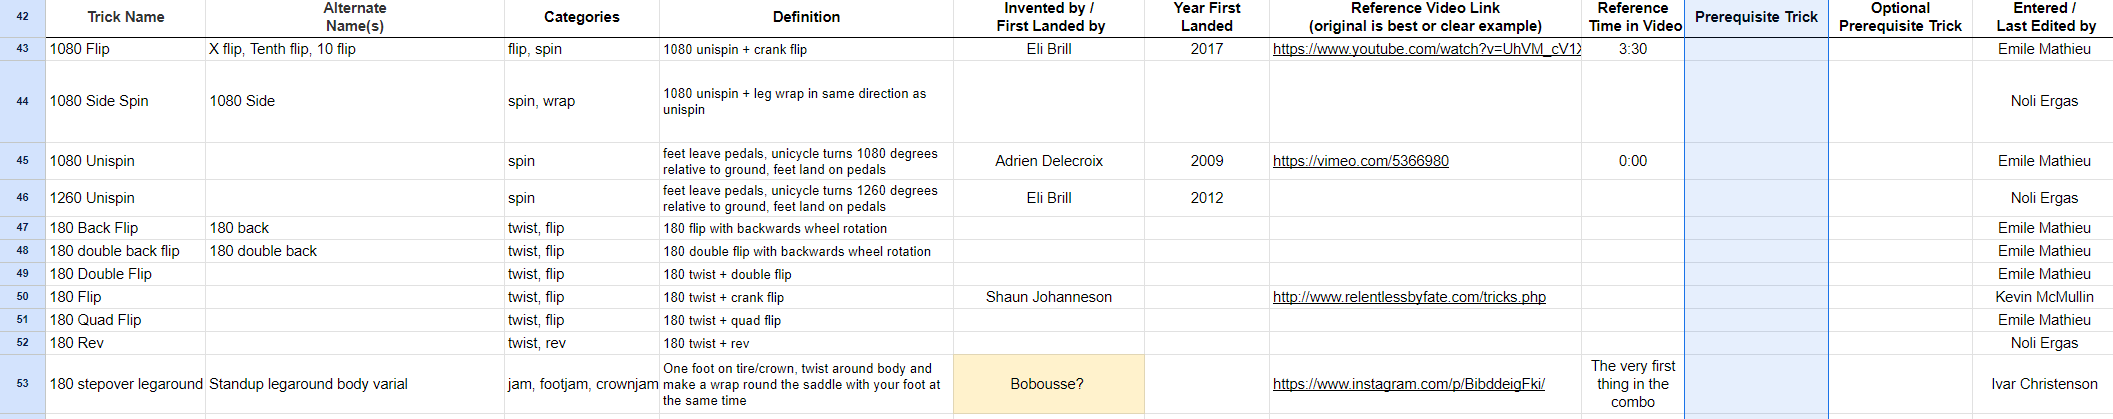 42 Trick Name Alternate Name(s) Categories Definition Invented by / First Landed by Year First Landed Reference Video Link (original is best or clear example) Reference Time in Video Prerequisite Trick Optional Prerequisite Trick Entered / Last Edited by
43 1080 Flip X flip, Tenth flip, 10 flip flip, spin 1080 unispin + crank flip Eli Brill 2017 https://www.youtube.com/watch?v=UhVM_cV1X 3:30 Emile Mathieu
44 1080 Side Spin 1080 Side spin, wrap 1080 unispin + leg wrap in same direction as unispin Noli Ergas
45 1080 Unispin spin feet leave pedals, unicycle turns 1080 degrees relative to ground, feet land on pedals Adrien Delecroix 2009 https://vimeo.com/5366980 0:00 Emile Mathieu
46 1260 Unispin spin feet leave pedals, unicycle turns 1260 degrees relative to ground, feet land on pedals Eli Brill 2012 Noli Ergas
47 180 Back Flip 180 back twist, flip 180 flip with backwards wheel rotation Emile Mathieu
48 180 double back flip 180 double back twist, flip 180 double flip with backwards wheel rotation Emile Mathieu
49 180 Double Flip twist, flip 180 twist + double flip Emile Mathieu
50 180 Flip twist, flip 180 twist + crank flip Shaun Johanneson http://www.relentlessbyfate.com/tricks.php Kevin McMullin
51 180 Quad Flip twist, flip 180 twist + quad flip Emile Mathieu
52 180 Rev twist, rev 180 twist + rev Noli Ergas
53 180 stepover legaround Standup legaround body varial jam, footjam, crownjam One foot on tire/crown, twist around body and make a wrap round the saddle with your foot at the same time Bobousse? https://www.instagram.com/p/BibddeigFki/ The very first thing in the combo Ivar Christenson